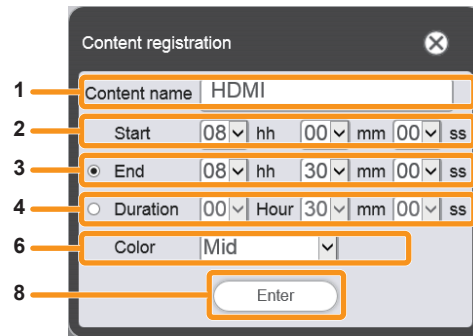 Content registration
1 Content name HDMI
2 Start 08 hh 00 mm 00 ss
3 End 08 hh 30 mm 00 ss
4 Duration 00 Hour 30 mm 00 ss
6 Color Mid
8 Enter